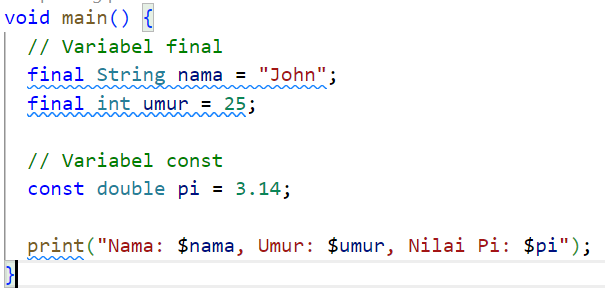 void main() {
  // Variabel final
  final String nama = "John";
  final int umur = 25;

  // Variabel const
  const double pi = 3.14;

  print("Nama: $nama, Umur: $umur, Nilai Pi: $pi");
}